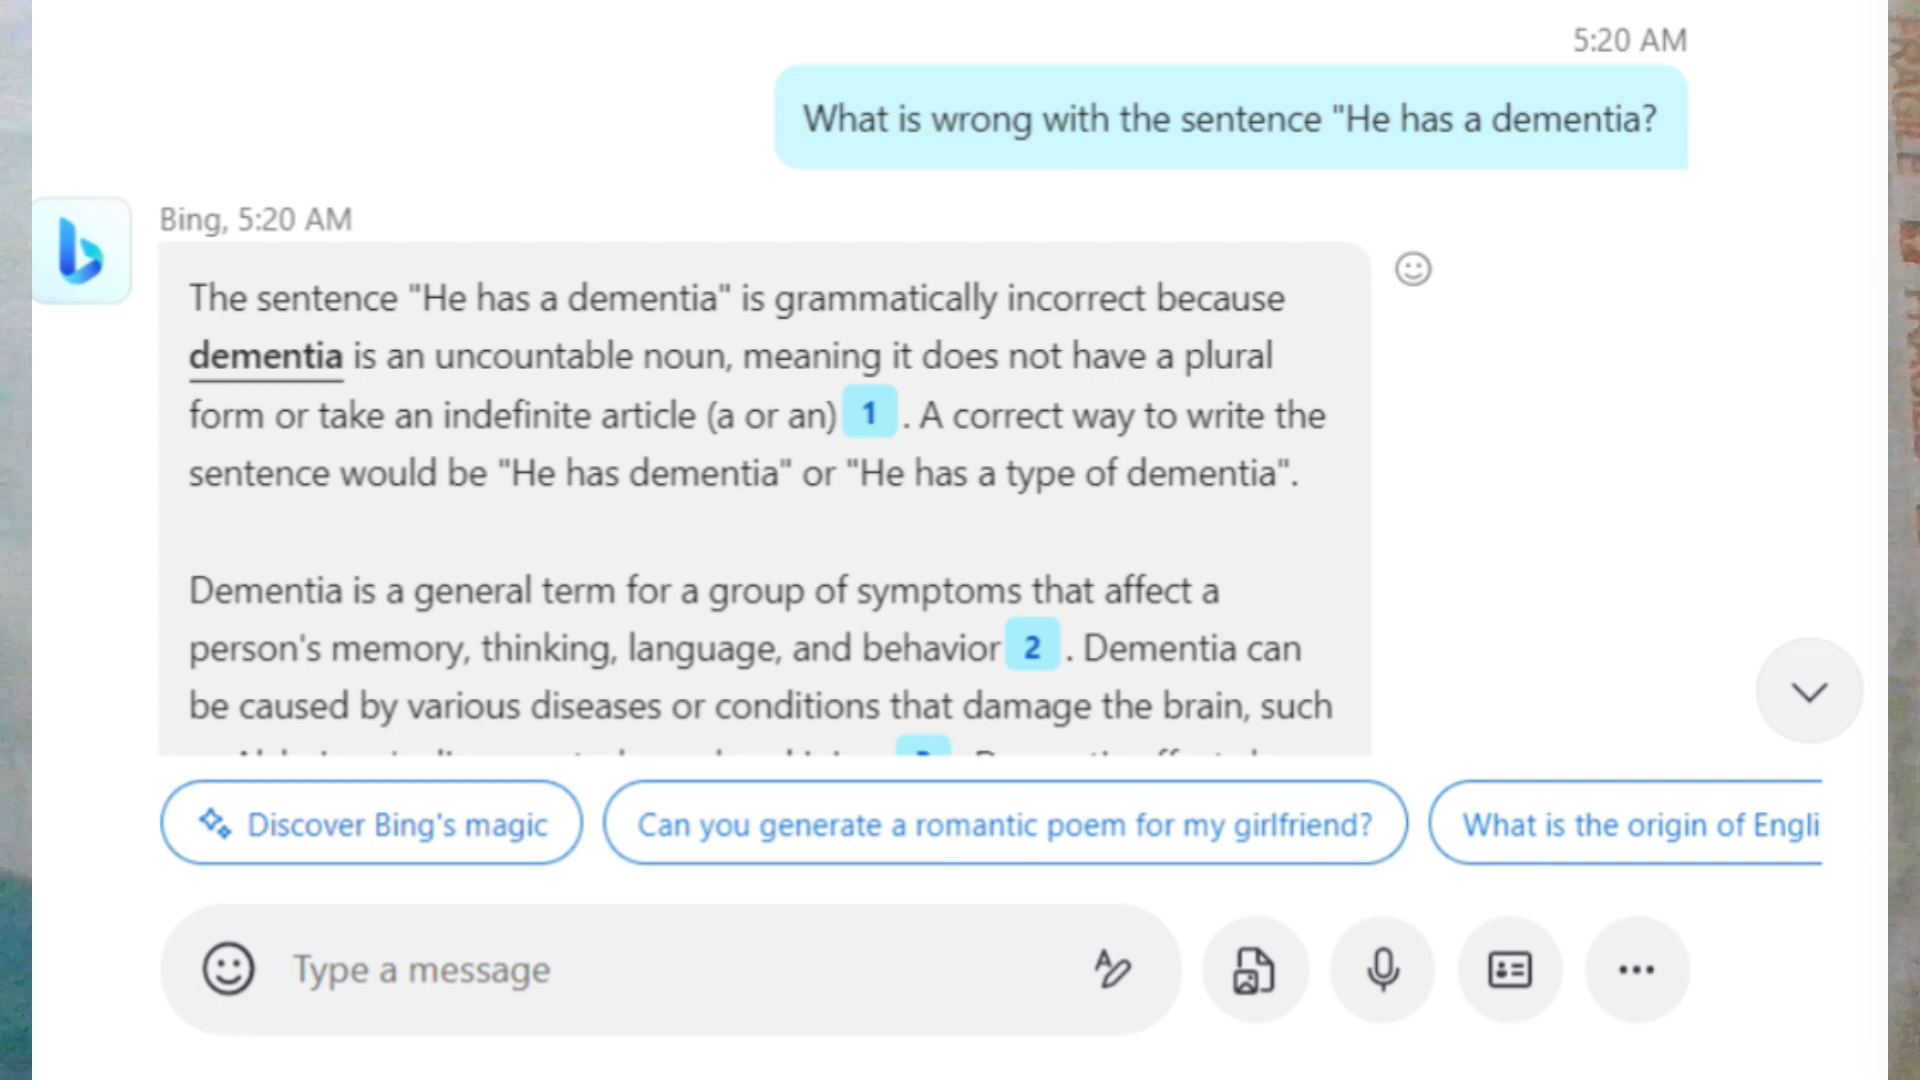 5:20 AM
What is wrong with the sentence "He has a dementia?
Bing, 5:20 AM
The sentence "He has a dementia" is grammatically incorrect because
dementia is an uncountable noun, meaning it does not have a plural
form or take an indefinite article (a or an) 1 . A correct way to write the
sentence would be "He has dementia" or "He has a type of dementia".
Dementia is a general term for a group of symptoms that affect a
person's memory, thinking, language, and behavior 2 . Dementia can
be caused by various diseases or conditions that damage the brain, such
Discover Bing's magic
Can you generate a romantic poem for my girlfriend?
What is the origin of Engli
Type a message